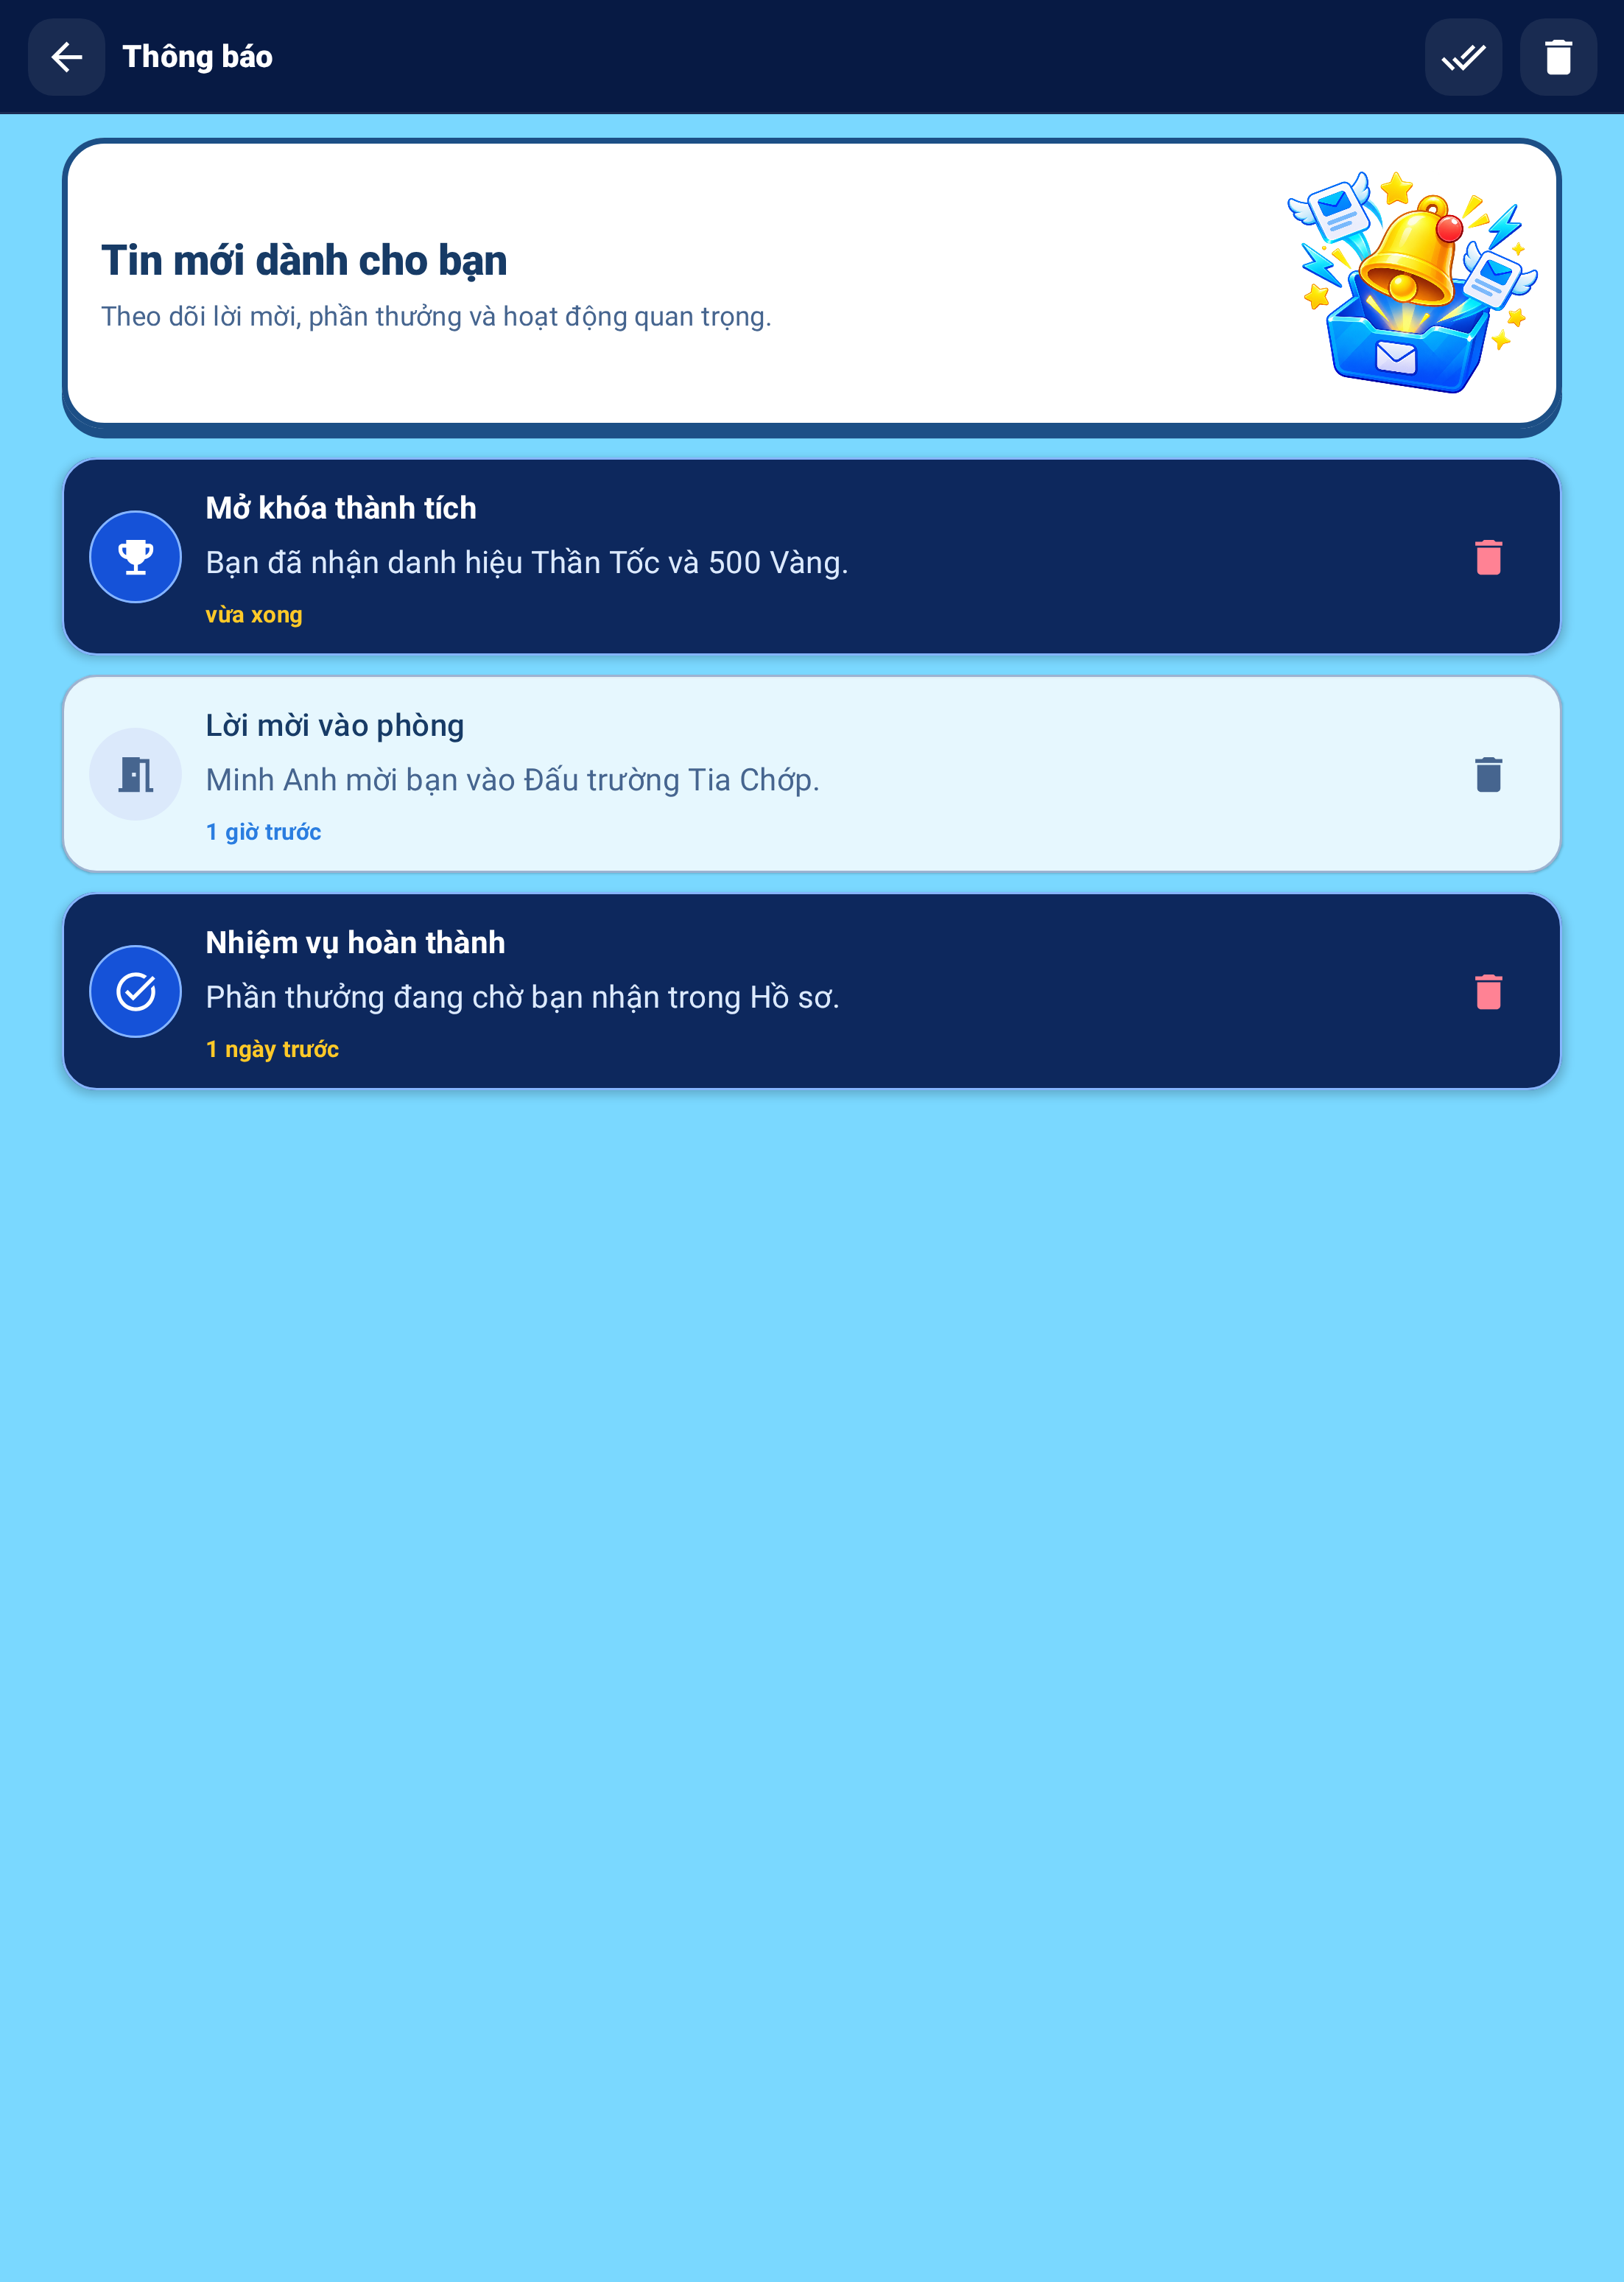 Thông báo
Tin mới dành cho bạn
Theo dõi lời mời, phần thưởng và hoạt động quan trọng.
Mở khóa thành tích
Bạn đã nhận danh hiệu Thần Tốc và 500 Vàng.
vừa xong
Lời mời vào phòng
Minh Anh mời bạn vào Đấu trường Tia Chớp.
1 giờ trước
Nhiệm vụ hoàn thành
Phần thưởng đang chờ bạn nhận trong Hồ sơ.
1 ngày trước